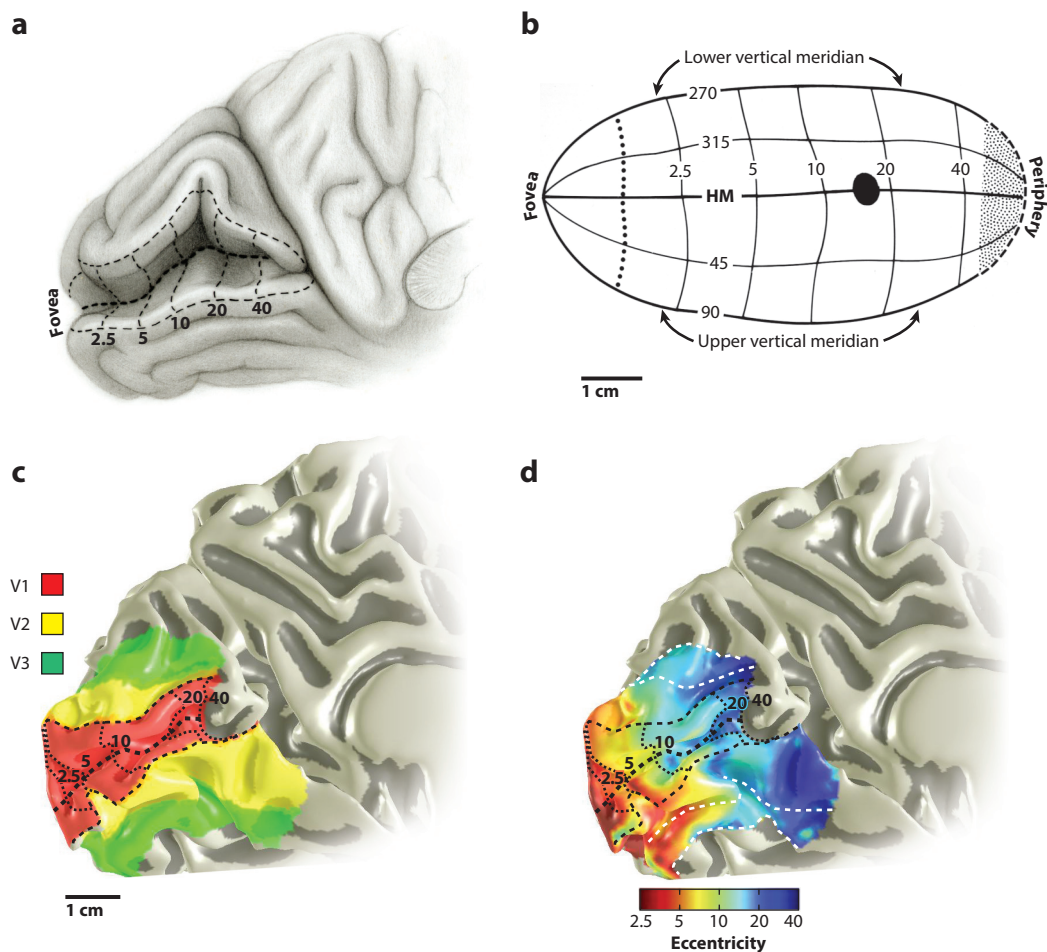 a
Fovea
2.5
5
10
20
40
b
Lower vertical meridian
270
315
2.5
5
10
20
40
Fovea
HM
Periphery
45
90
Upper vertical meridian
1 cm
c
V1
V2
V3
20
40
10
5
2.5
1 cm
d
20
40
10
5
2.5
2.5 5 10 20 40
Eccentricity